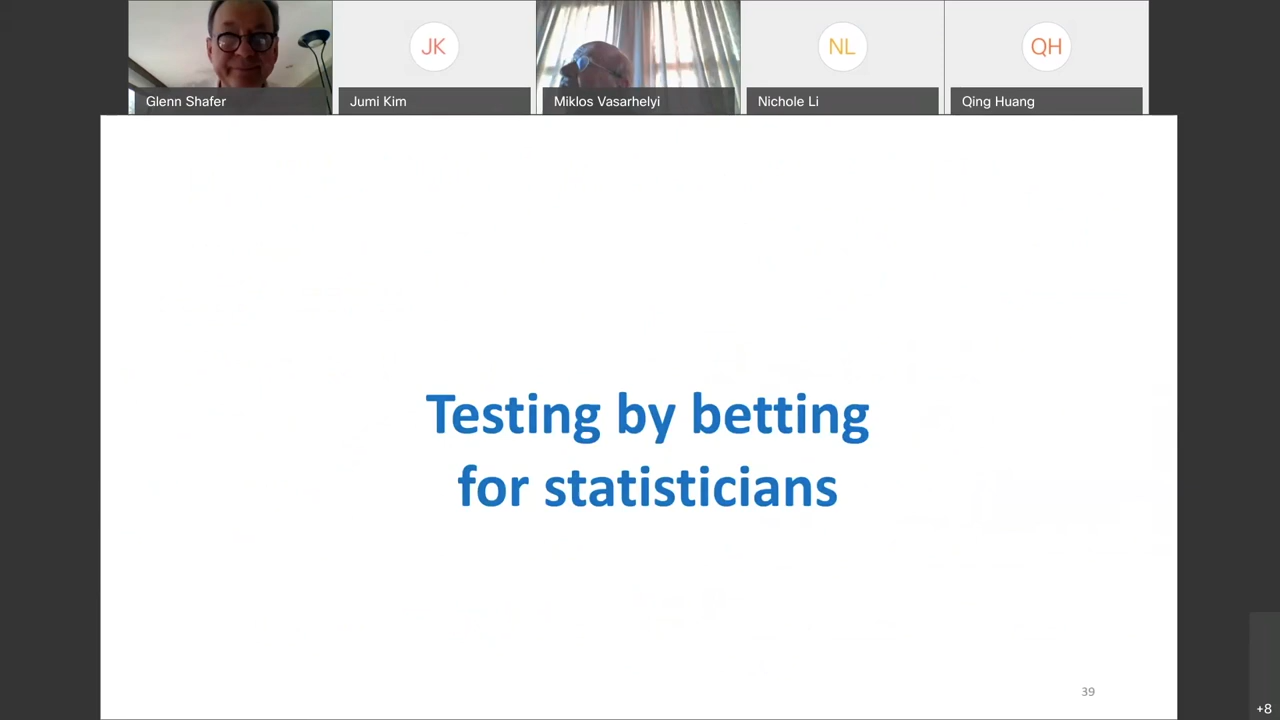 JK
NL
QH
Glenn Shafer
Jumi Kim
Miklos Vasarhelyi
Nichole Li
Qing Huang
Testing by betting
for statisticians
39
+8